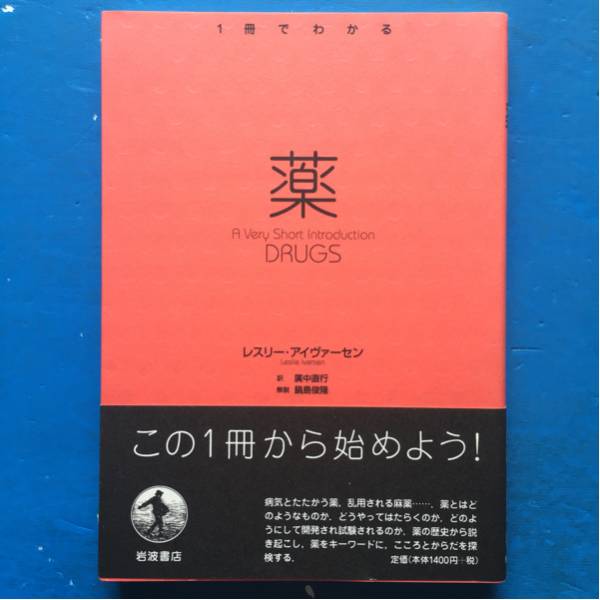 1冊でわかる
薬
A Very Short Introduction
DRUGS
レスリー・アイヴァーセン
Leslie Iversen
訳 廣中直行
解説 鍋島俊隆
この1冊から始めよう!
病気とたたかう薬,乱用される麻薬……,薬とはど
のようなものか,どうやってはたらくのか,どのよ
うにして開発され試験されるのか,薬の歴史から説
き起こし,薬をキーワードに,こころとからだを探
検する.
定価(本体1400円+税)
岩波書店